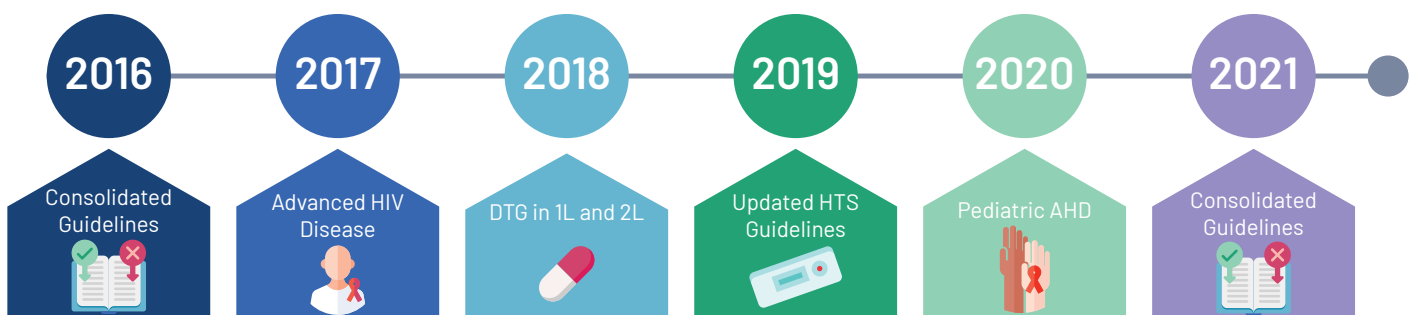 2016
2017
2018
2019
2020
2021
Consolidated
Guidelines
Advanced HIV
Disease
DTG in 1L and 2L
Updated HTS
Guidelines
Pediatric AHD
Consolidated
Guidelines